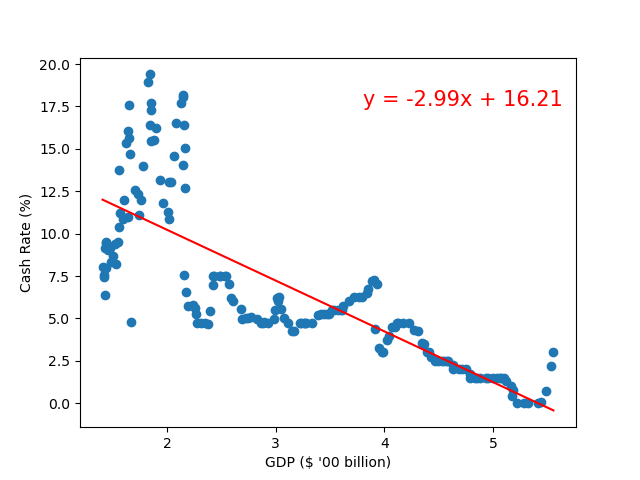 y = -2.99x + 16.21
20.0
17.5
15.0
12.5
10.0
7.5
5.0
2.5
0.0
Cash Rate (%)
2 3 4 5
GDP ($ '00 billion)